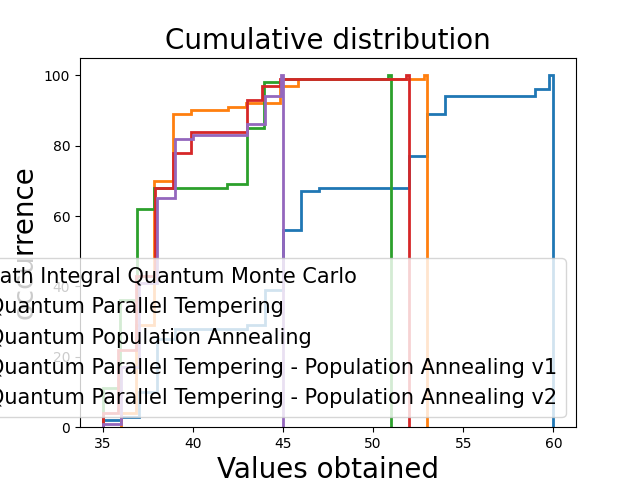 Cumulative distribution
100
80
60
40
20
0
occurrence
ath Integral Quantum Monte Carlo
Quantum Parallel Tempering
Quantum Population Annealing
Quantum Parallel Tempering - Population Annealing v1
Quantum Parallel Tempering - Population Annealing v2
35 40 45 50 55 60
Values obtained